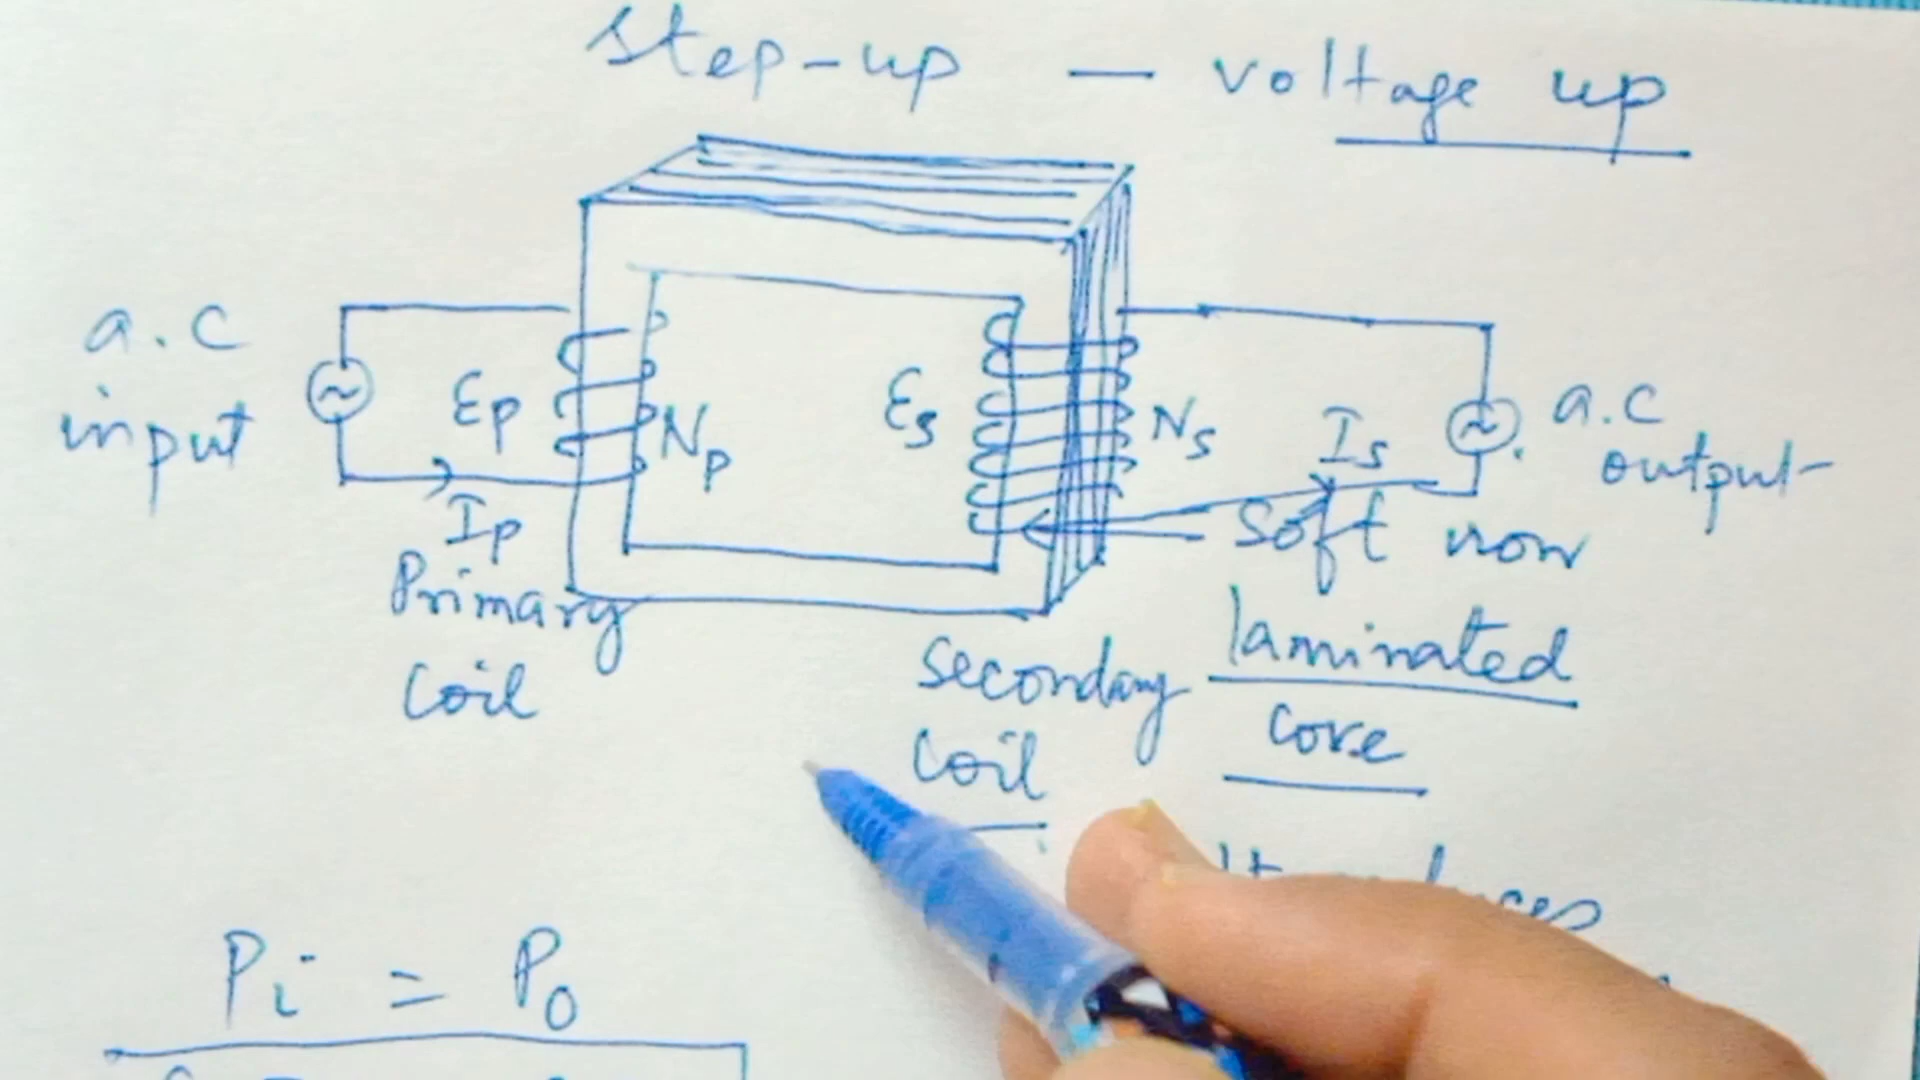 step-up — voltage up
a.c
input
~
Ep
Np
Ip
Primary
Coil
Es
Ns
Is
~
a.c
output
Soft iron
laminated
core
Secondary
Coil
Pi = Po